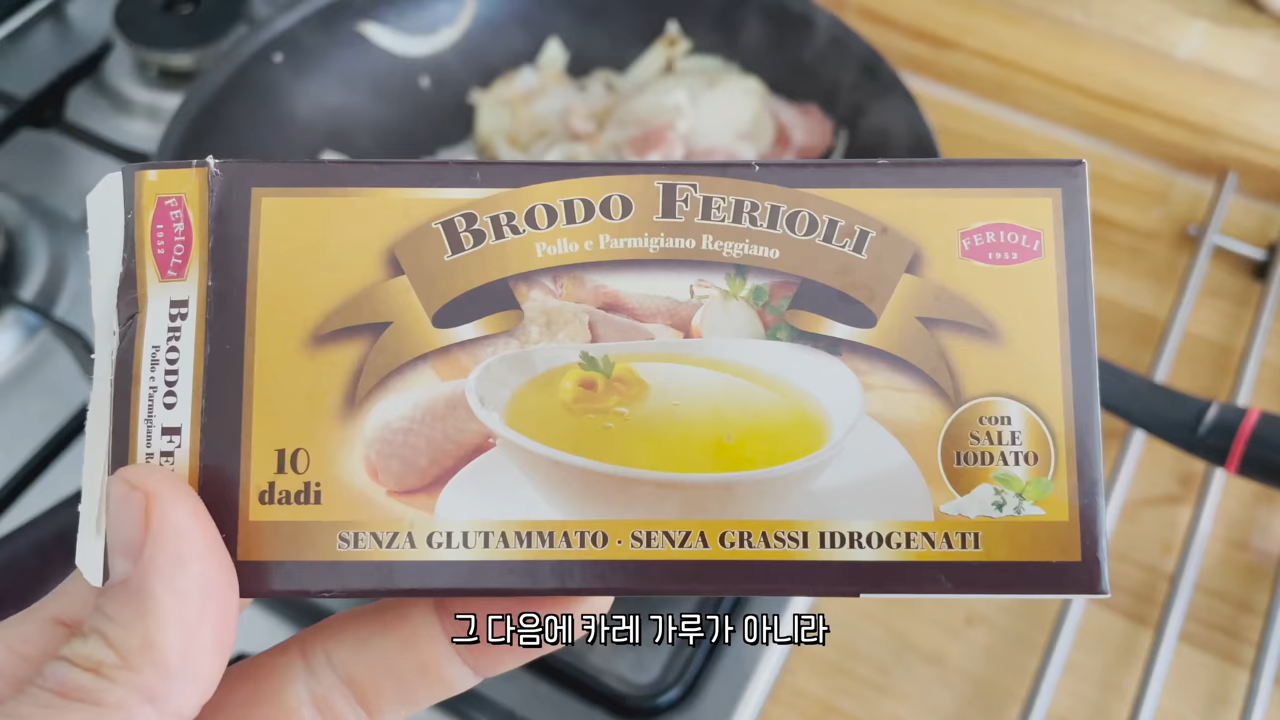 BRODO FERIOLI
Pollo e Parmigiano Reggiano
FERIOLI
1952
FERIOLI
1952
BRODO FE
Pollo e Parmigiano R
10
dadi
con
SALE
IODATO
SENZA GLUTAMMATO · SENZA GRASSI IDROGENATI
그 다음에 카레 가루가 아니라